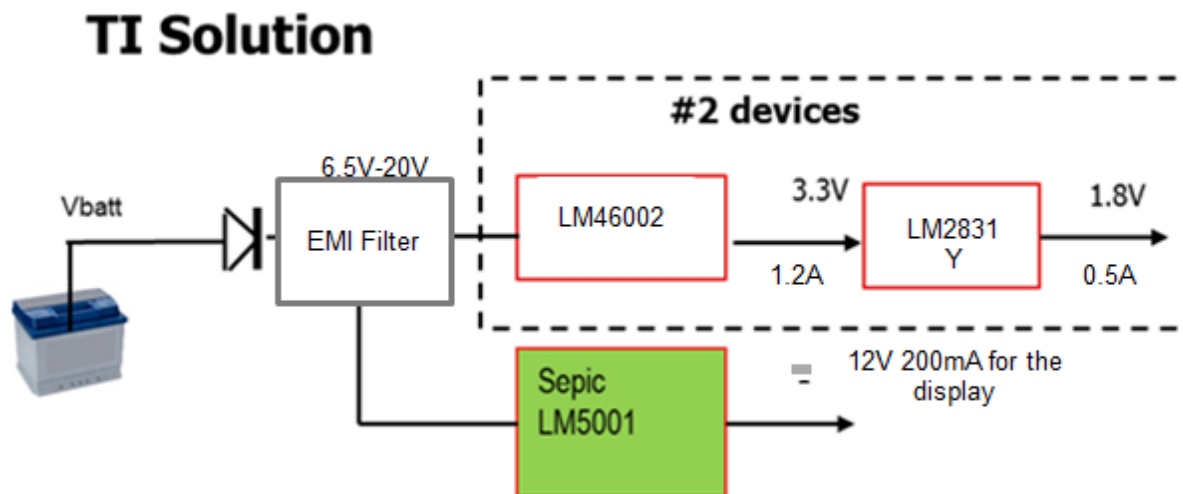 TI Solution
#2 devices
6.5V-20V
Vbatt
EMI Filter
LM46002
3.3V
1.2A
LM2831
Y
1.8V
0.5A
Sepic
LM5001
12V 200mA for the
display